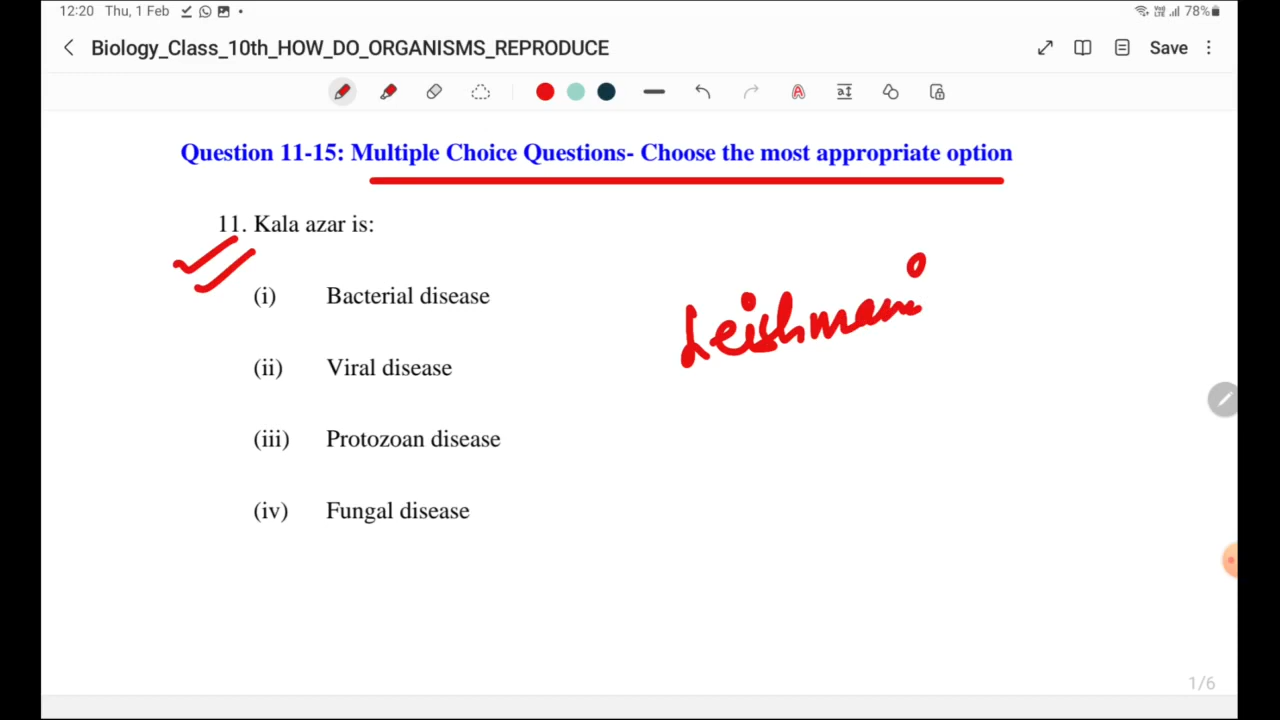 12:20 Thu, 1 Feb 78%
Biology_Class_10th_HOW_DO_ORGANISMS_REPRODUCE Save
Question 11-15: Multiple Choice Questions- Choose the most appropriate option
11. Kala azar is:
(i) Bacterial disease
Leishmani
(ii) Viral disease
(iii) Protozoan disease
(iv) Fungal disease
1/6